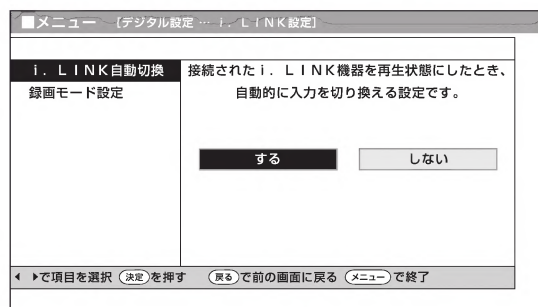 ■メニュー [デジタル設定 … i. LINK設定]
i. LINK自動切換
録画モード設定
接続されたi. LINK機器を再生状態にしたとき、
自動的に入力を切り換える設定です。
する しない
◀ ▶で項目を選択 決定を押す 戻るで前の画面に戻る メニューで終了